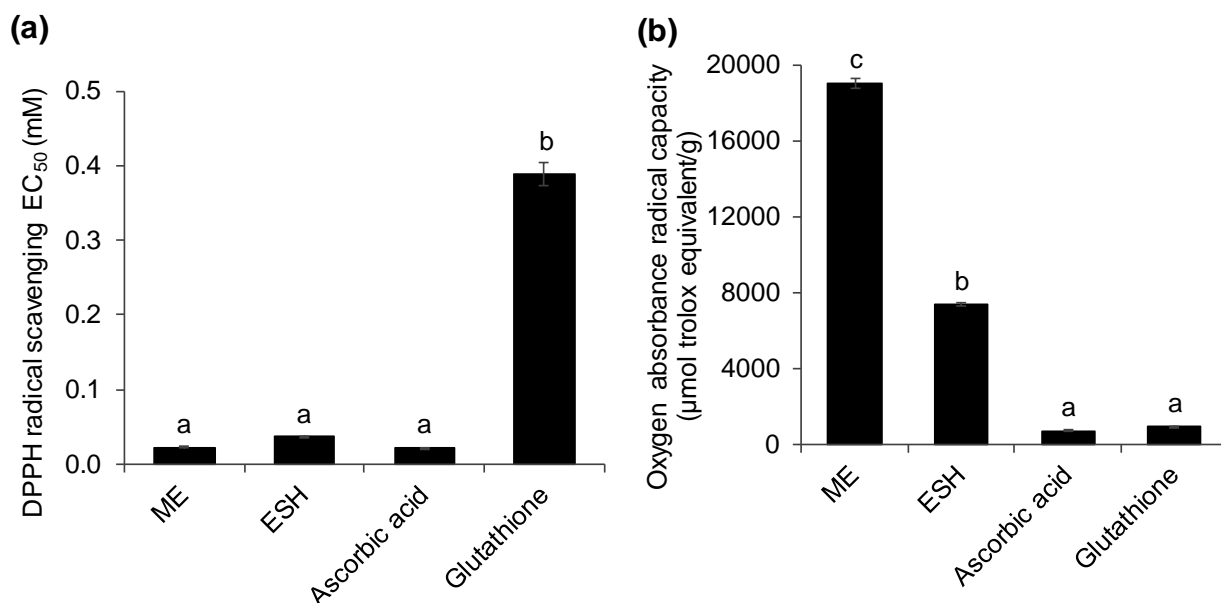 (a)
DPPH radical scavenging EC50 (mM)
0.5
0.4
0.3
0.2
0.1
0.0
a
a
a
b
ME
ESH
Ascorbic acid
Glutathione
(b)
Oxygen absorbance radical capacity
(µmol trolox equivalent/g)
20000
16000
12000
8000
4000
0
c
b
a
a
ME
ESH
Ascorbic acid
Glutathione